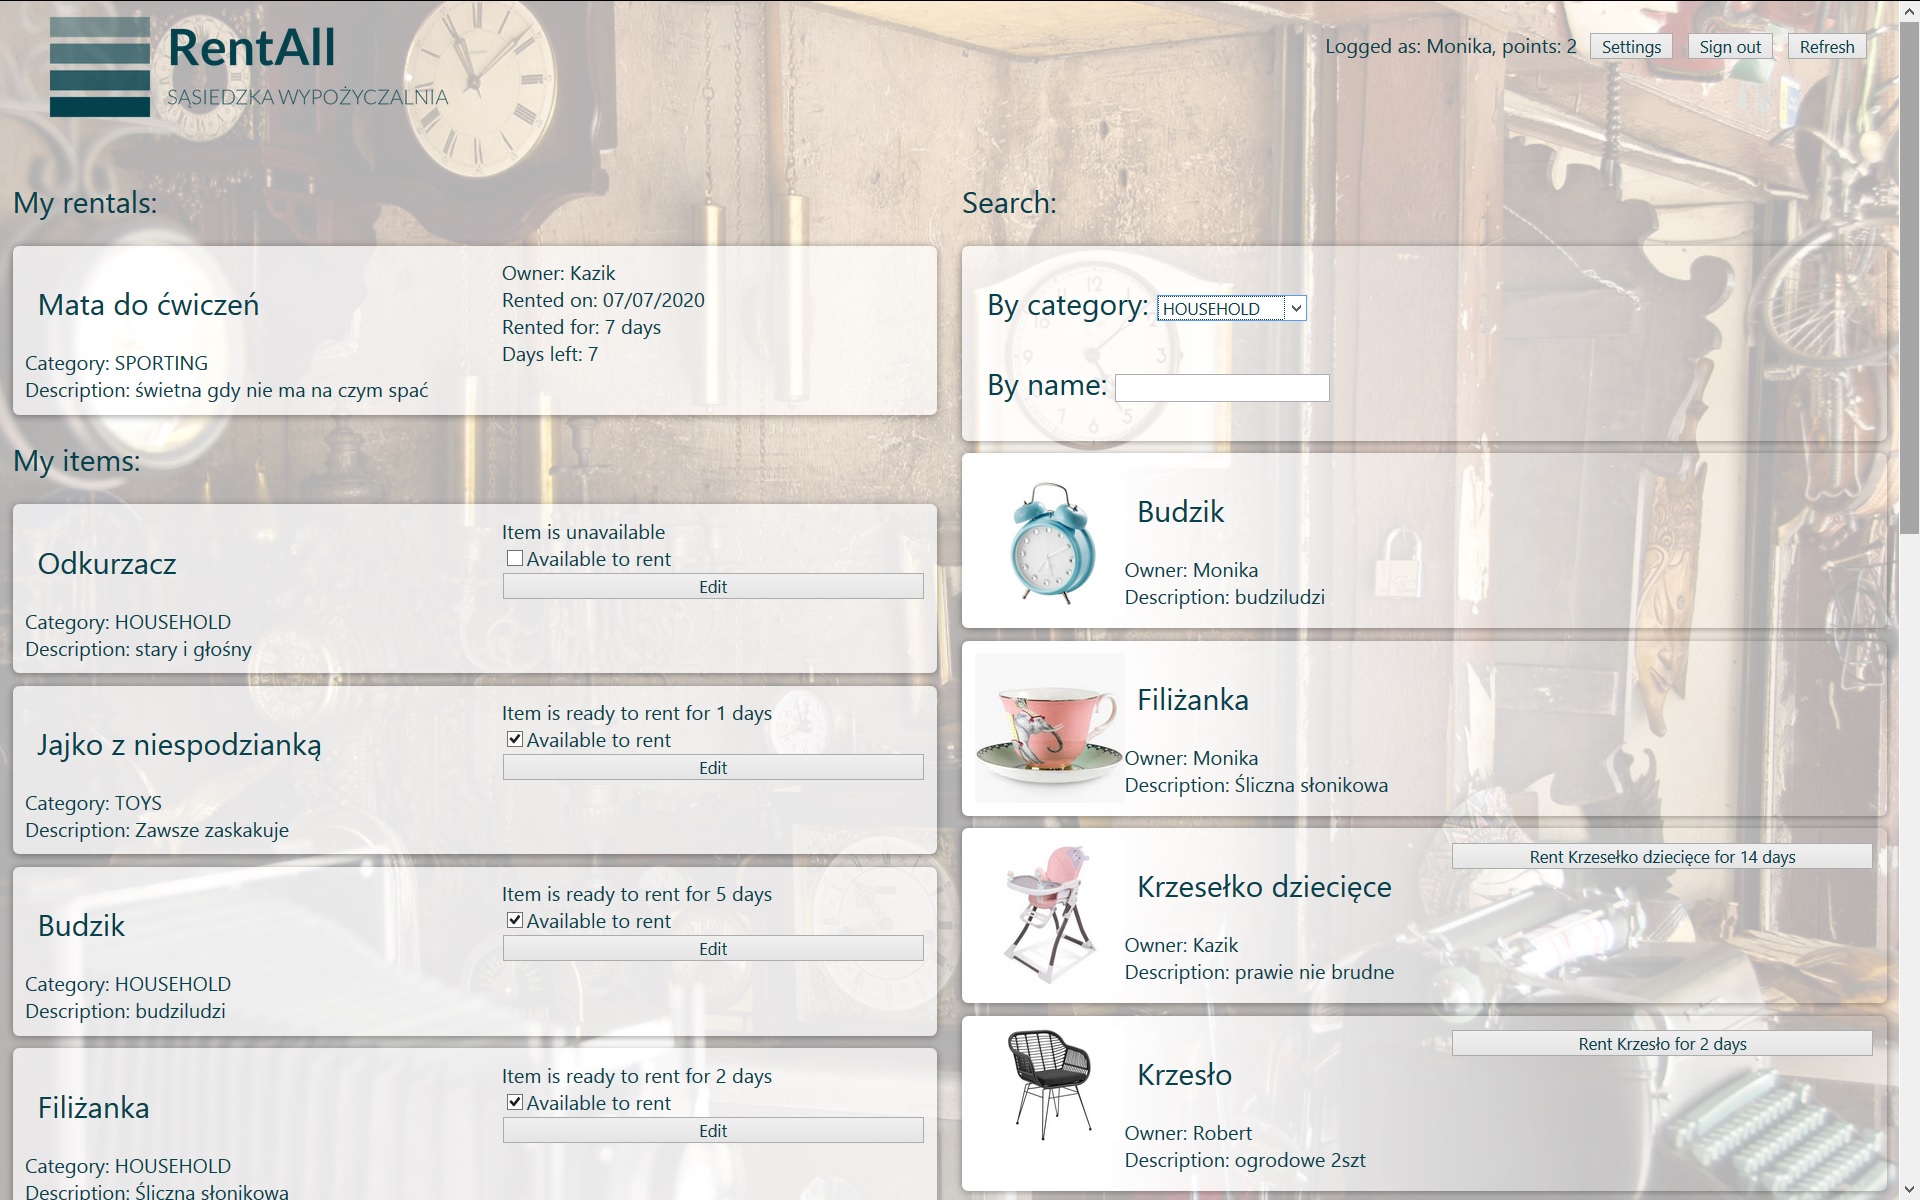 RentAll
SĄSIEDZKA WYPOŻYCZALNIA
Logged as: Monika, points: 2
Settings
Sign out
Refresh
My rentals:
Mata do ćwiczeń
Category: SPORTING
Description: świetna gdy nie ma na czym spać
Owner: Kazik
Rented on: 07/07/2020
Rented for: 7 days
Days left: 7
My items:
Odkurzacz
Category: HOUSEHOLD
Description: stary i głośny
Item is unavailable
Available to rent
Edit
Jajko z niespodzianką
Category: TOYS
Description: Zawsze zaskakuje
Item is ready to rent for 1 days
Available to rent
Edit
Budzik
Category: HOUSEHOLD
Description: budziludzi
Item is ready to rent for 5 days
Available to rent
Edit
Filiżanka
Category: HOUSEHOLD
Description: Śliczna słonikowa
Item is ready to rent for 2 days
Available to rent
Edit
Search:
By category: HOUSEHOLD
By name:
Budzik
Owner: Monika
Description: budziludzi
Filiżanka
Owner: Monika
Description: Śliczna słonikowa
Krzesełko dziecięce
Owner: Kazik
Description: prawie nie brudne
Rent Krzesełko dziecięce for 14 days
Krzesło
Owner: Robert
Description: ogrodowe 2szt
Rent Krzesło for 2 days